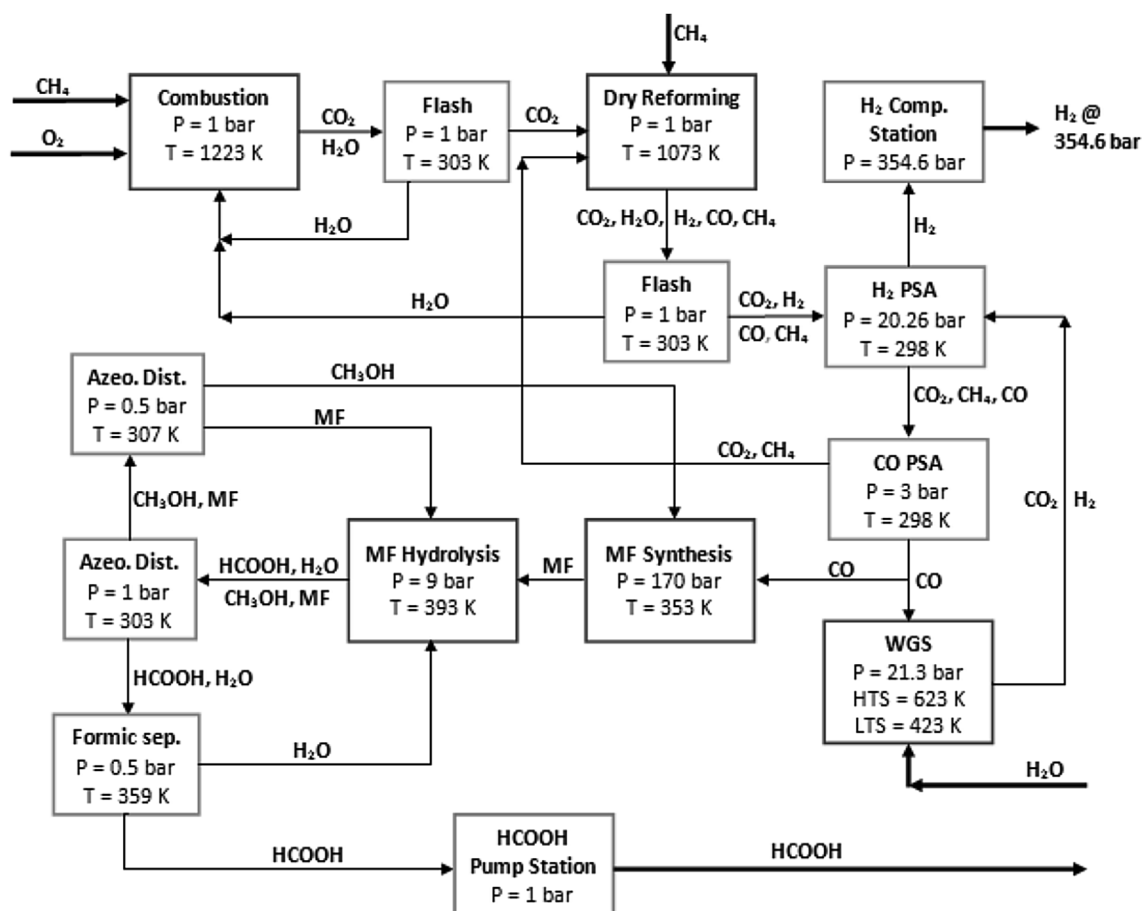 CH₄
O₂
Combustion
P = 1 bar
T = 1223 K
CO₂
H₂O
Flash
P = 1 bar
T = 303 K
CO₂
CH₄
Dry Reforming
P = 1 bar
T = 1073 K
H₂ Comp.
Station
P = 354.6 bar
H₂ @
354.6 bar
H₂O
CO₂, H₂O, H₂, CO, CH₄
H₂
H₂O
Flash
P = 1 bar
T = 303 K
CO₂, H₂
CO, CH₄
H₂ PSA
P = 20.26 bar
T = 298 K
Azeo. Dist.
P = 0.5 bar
T = 307 K
CH₃OH
MF
CO₂, CH₄, CO
CO₂, CH₄
CO PSA
P = 3 bar
T = 298 K
CO₂
H₂
CH₃OH, MF
Azeo. Dist.
P = 1 bar
T = 303 K
HCOOH, H₂O
CH₃OH, MF
MF Hydrolysis
P = 9 bar
T = 393 K
MF
MF Synthesis
P = 170 bar
T = 353 K
CO
CO
WGS
P = 21.3 bar
HTS = 623 K
LTS = 423 K
HCOOH, H₂O
Formic sep.
P = 0.5 bar
T = 359 K
H₂O
H₂O
HCOOH
HCOOH
Pump Station
P = 1 bar
HCOOH